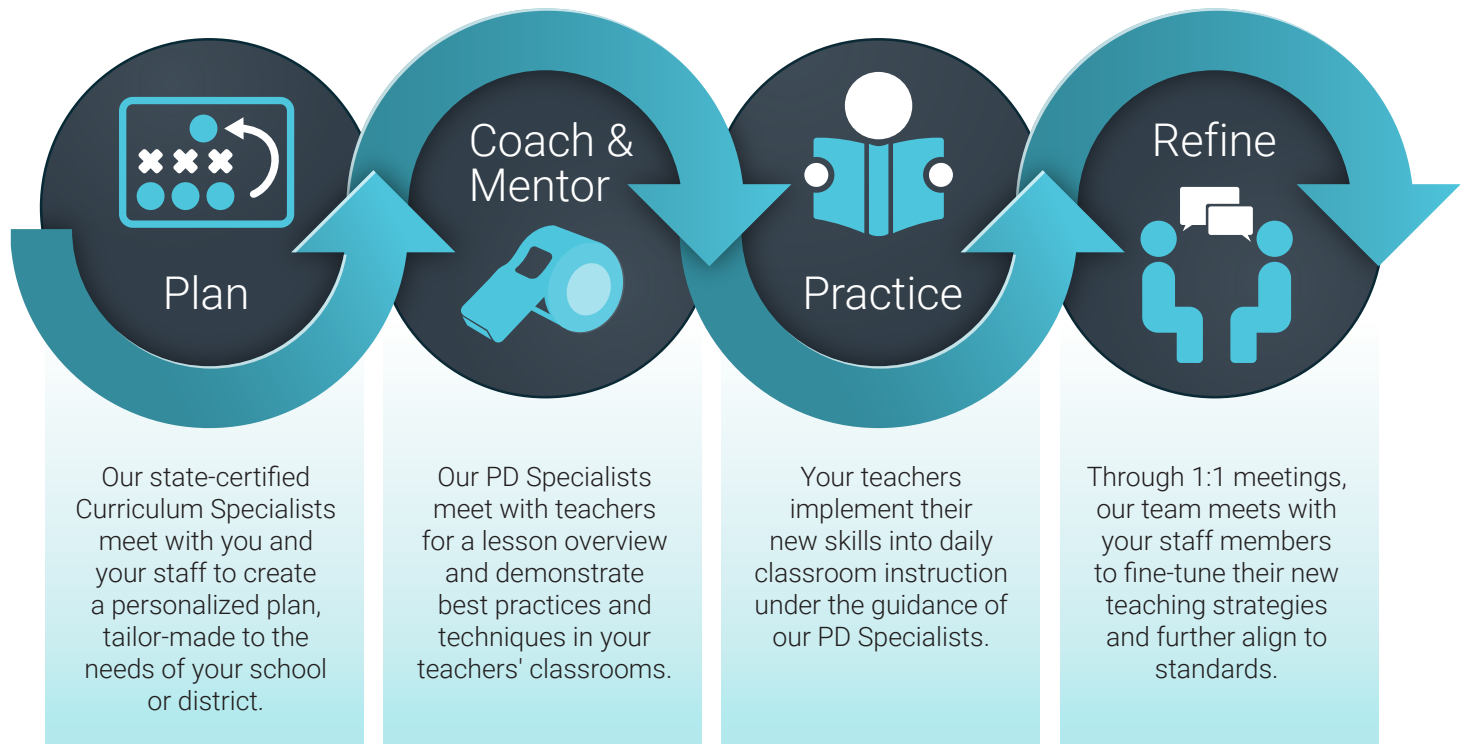 Plan
Our state-certified
Curriculum Specialists
meet with you and
your staff to create
a personalized plan,
tailor-made to the
needs of your school
or district.
Coach &
Mentor
Our PD Specialists
meet with teachers
for a lesson overview
and demonstrate
best practices and
techniques in your
teachers' classrooms.
Practice
Your teachers
implement their
new skills into daily
classroom instruction
under the guidance of
our PD Specialists.
Refine
Through 1:1 meetings,
our team meets with
your staff members
to fine-tune their new
teaching strategies
and further align to
standards.